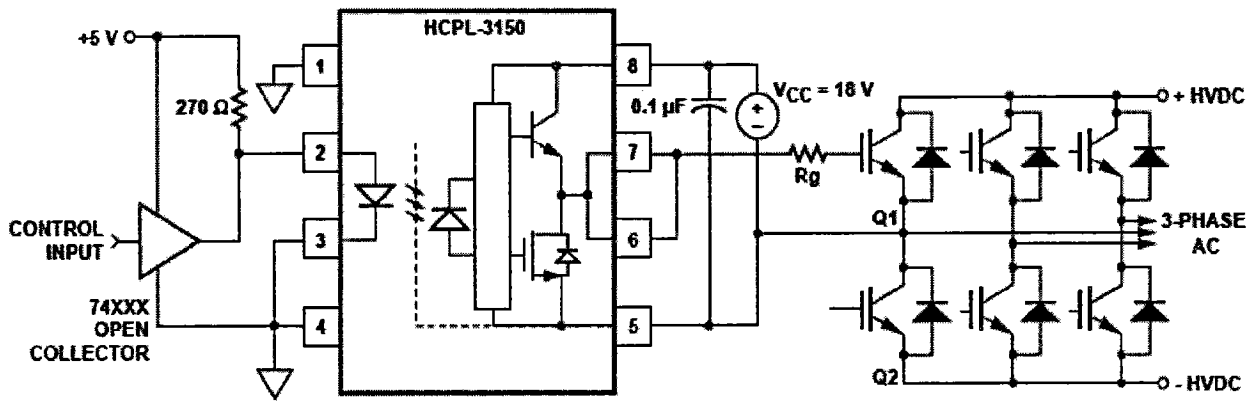 HCPL-3150
+5 V
1
8
270 Ω
0.1 µF
VCC = 18 V
+
−
+ HVDC
2
7
Rg
CONTROL
INPUT
3
6
Q1
3-PHASE
AC
74XXX
OPEN
COLLECTOR
4
5
Q2
- HVDC